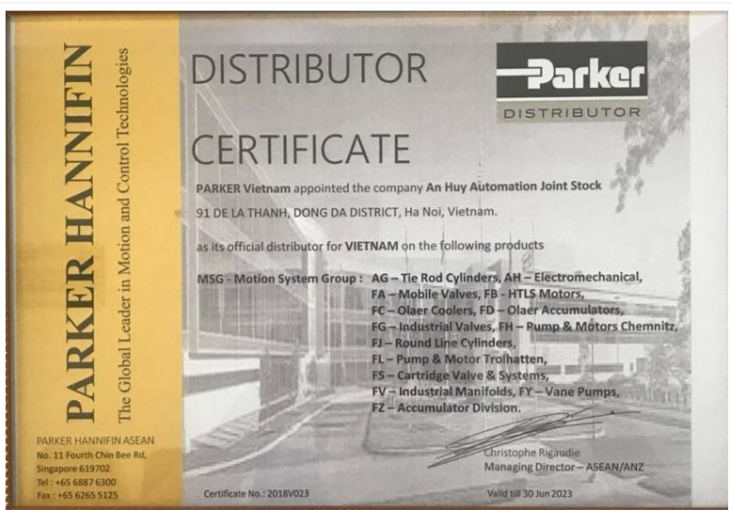 PARKER HANNIFIN
The Global Leader in Motion and Control Technologies
PARKER HANNIFIN ASEAN
No. 11 Fourth Chin Bee Rd,
Singapore 619702
Tel : +65 6887 6300
Fax : +65 6265 5125
DISTRIBUTOR
CERTIFICATE
Parker
DISTRIBUTOR
PARKER Vietnam appointed the company An Huy Automation Joint Stock
91 DE LA THANH, DONG DA DISTRICT, Ha Noi, Vietnam.
as its official distributor for VIETNAM on the following products
MSG - Motion System Group : AG – Tie Rod Cylinders, AH – Electromechanical,
FA – Mobile Valves, FB - HTLS Motors,
FC – Olaer Coolers, FD – Olaer Accumulators,
FG – Industrial Valves, FH – Pump & Motors Chemnitz,
FJ – Round Line Cylinders,
FL – Pump & Motor Trolhatten,
FS – Cartridge Valve & Systems,
FV – Industrial Manifolds, FY – Vane Pumps,
FZ – Accumulator Division.
Christophe Rigaudie
Managing Director – ASEAN/ANZ
Certificate No.: 2018V023
Valid till 30 Jun 2023